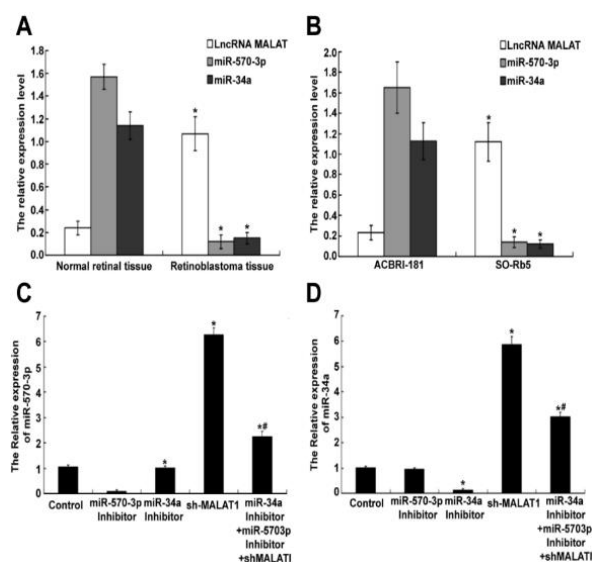 A
LncRNA MALAT
miR-570-3p
miR-34a
The relative expression level
1.8
1.6
1.4
1.2
1.0
0.8
0.6
0.4
0.2
0.0
*
*
*
Normal retinal tissue
Retinoblastoma tissue
B
LncRNA MALAT
miR-570-3p
miR-34a
The relative expression level
2.0
1.8
1.6
1.4
1.2
1.0
0.8
0.6
0.4
0.2
0.0
*
*
*
ACBRI-181
SO-Rb5
C
The Relative expression
of miR-570-3p
7
6
5
4
3
2
1
0
*
*
*#
Control
miR-570-3p
Inhibitor
miR-34a
Inhibitor
sh-MALAT1
miR-34a
Inhibitor
+miR-5703p
Inhibitor
+shMALATI
D
The Relative expression
of miR-34a
7
6
5
4
3
2
1
0
*
*
*#
Control
miR-570-3p
Inhibitor
miR-34a
Inhibitor
sh-MALAT1
miR-34a
Inhibitor
+miR-5703p
Inhibitor
+shMALATI